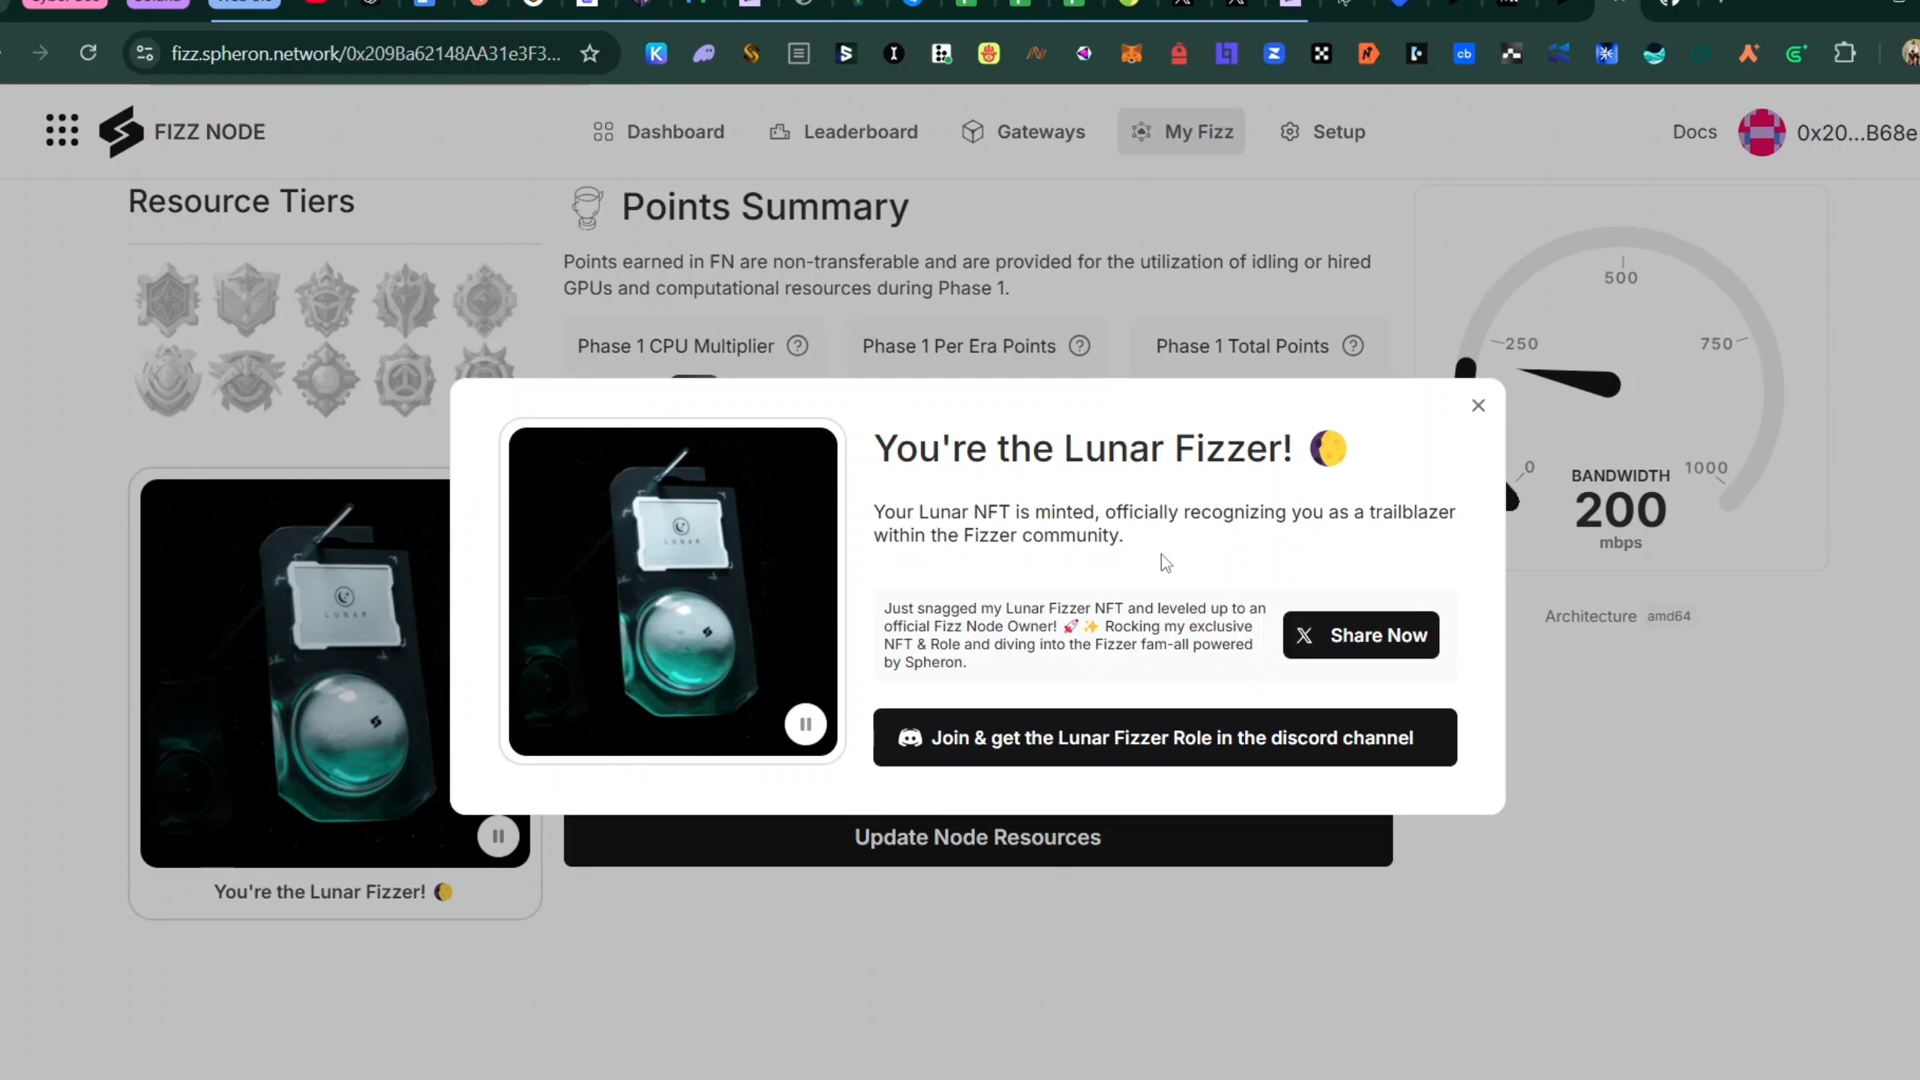 fizz.spheron.network/0x209Ba62148AA31e3F3...
FIZZ NODE
Dashboard
Leaderboard
Gateways
My Fizz
Setup
Docs
0x20...B68e
Resource Tiers
Points Summary
Points earned in FN are non-transferable and are provided for the utilization of idling or hired
GPUs and computational resources during Phase 1.
Phase 1 CPU Multiplier
Phase 1 Per Era Points
Phase 1 Total Points
500
250
750
0
1000
BANDWIDTH
200
mbps
Architecture amd64
LUNAR
You're the Lunar Fizzer! 🌔
Your Lunar NFT is minted, officially recognizing you as a trailblazer
within the Fizzer community.
Just snagged my Lunar Fizzer NFT and leveled up to an
official Fizz Node Owner! 🚀 ✨ Rocking my exclusive
NFT & Role and diving into the Fizzer fam-all powered
by Spheron.
X Share Now
Join & get the Lunar Fizzer Role in the discord channel
LUNAR
Update Node Resources
You're the Lunar Fizzer! 🌔